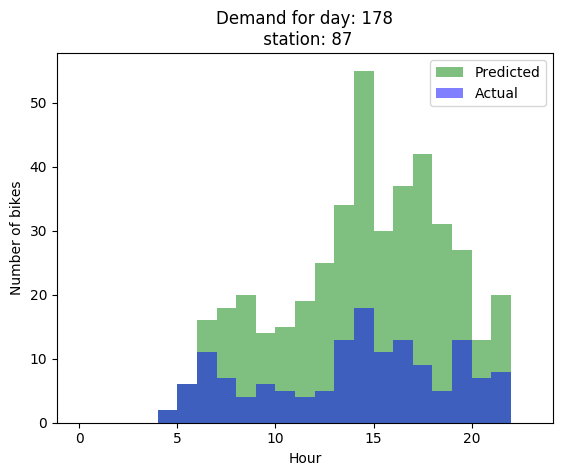 Demand for day: 178
station: 87
Predicted
Actual
Number of bikes
50
40
30
20
10
0
0 5 10 15 20
Hour